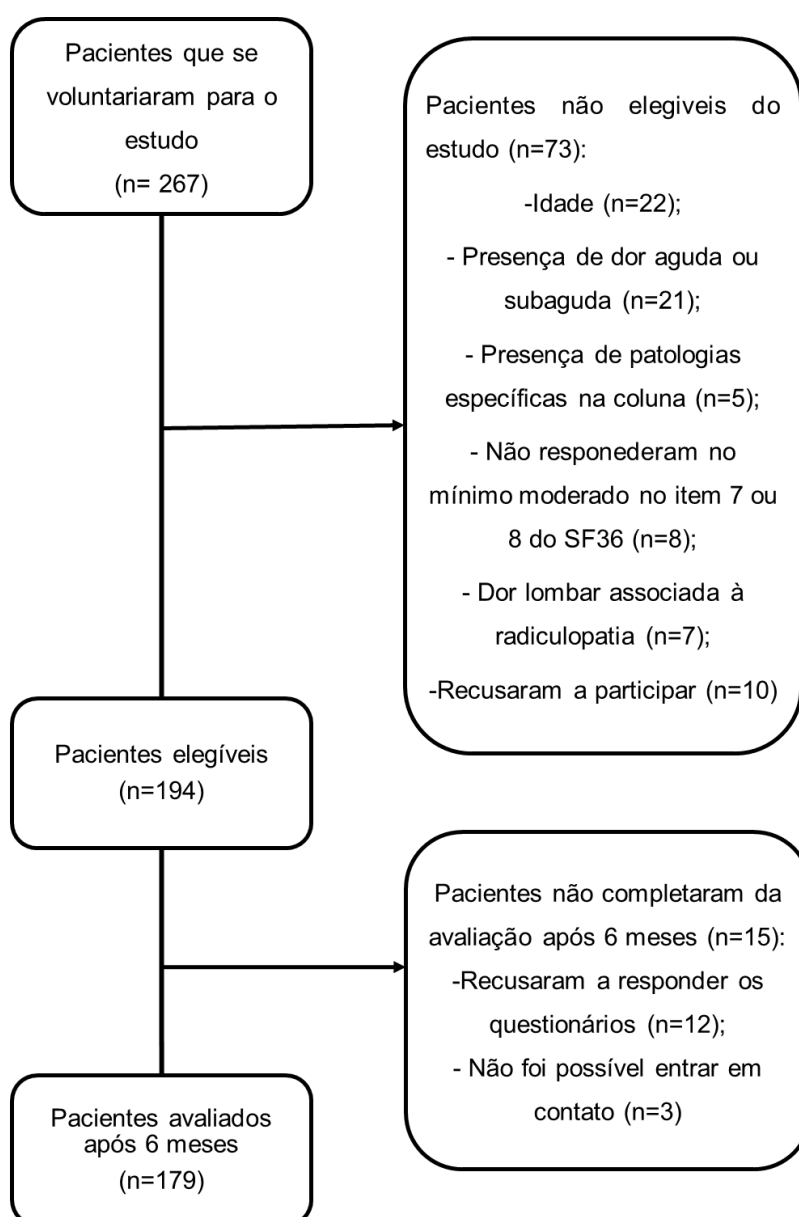 Pacientes que se
voluntariaram para o
estudo
(n= 267)
Pacientes não elegiveis do
estudo (n=73):
-Idade (n=22);
- Presença de dor aguda ou
subaguda (n=21);
- Presença de patologias
específicas na coluna (n=5);
- Não responederam no
mínimo moderado no item 7 ou
8 do SF36 (n=8);
- Dor lombar associada à
radiculopatia (n=7);
-Recusaram a participar (n=10)
Pacientes elegíveis
(n=194)
Pacientes não completaram da
avaliação após 6 meses (n=15):
-Recusaram a responder os
questionários (n=12);
- Não foi possível entrar em
contato (n=3)
Pacientes avaliados
após 6 meses
(n=179)